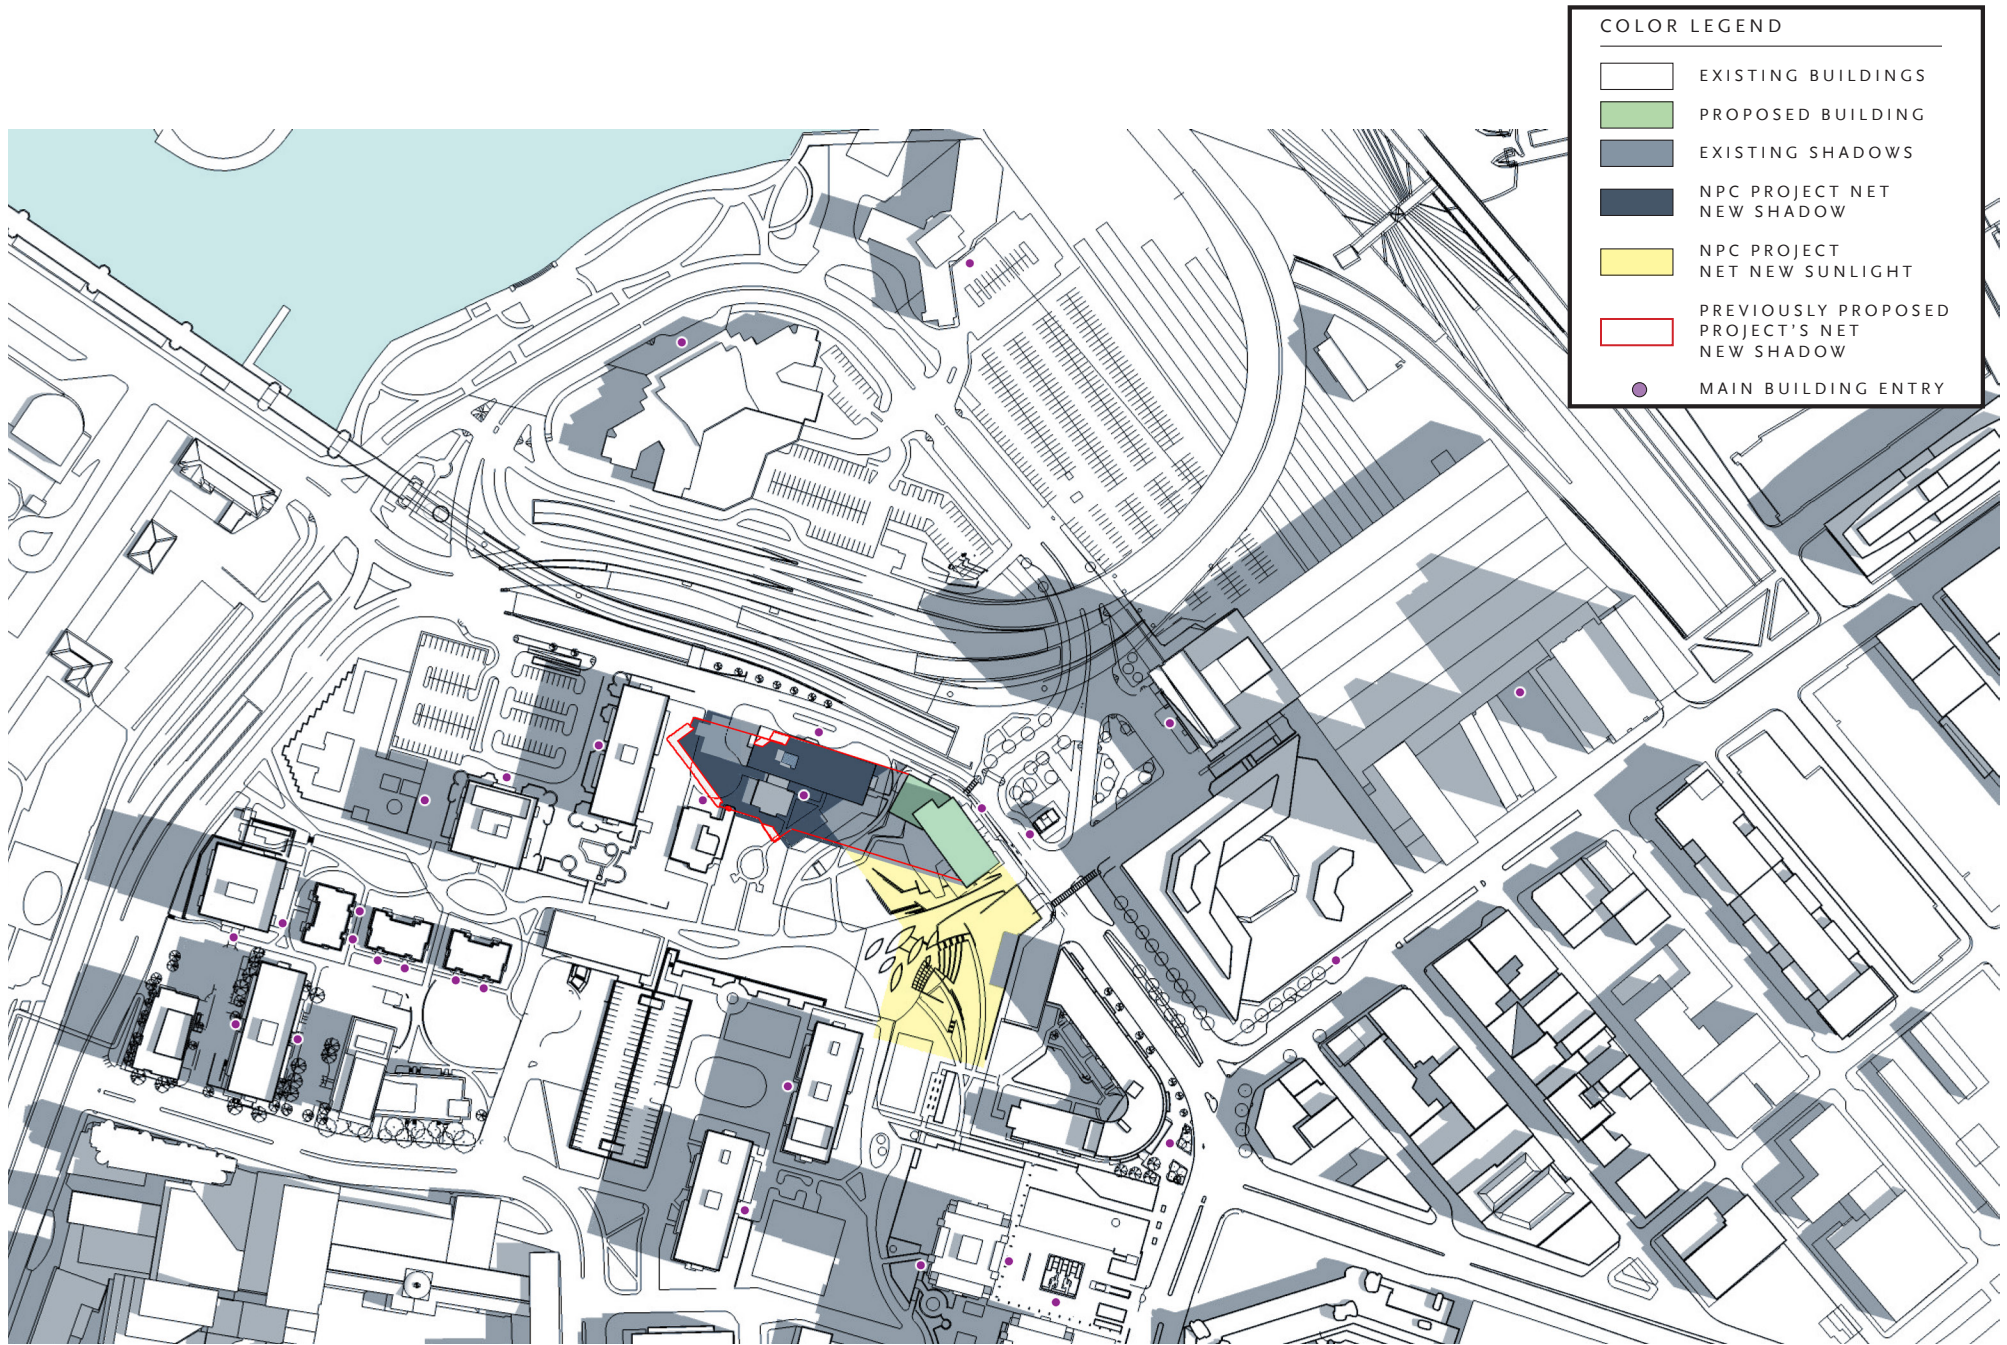 COLOR LEGEND
EXISTING BUILDINGS
PROPOSED BUILDING
EXISTING SHADOWS
NPC PROJECT NET
NEW SHADOW
NPC PROJECT
NET NEW SUNLIGHT
PREVIOUSLY PROPOSED
PROJECT'S NET
NEW SHADOW
MAIN BUILDING ENTRY